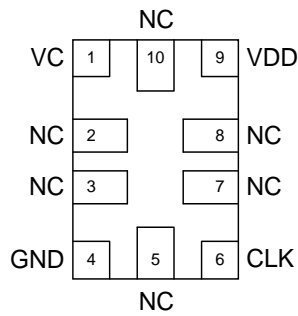 NC
VC 1 10 9 VDD
NC 2 8 NC
NC 3 7 NC
GND 4 5 6 CLK
NC